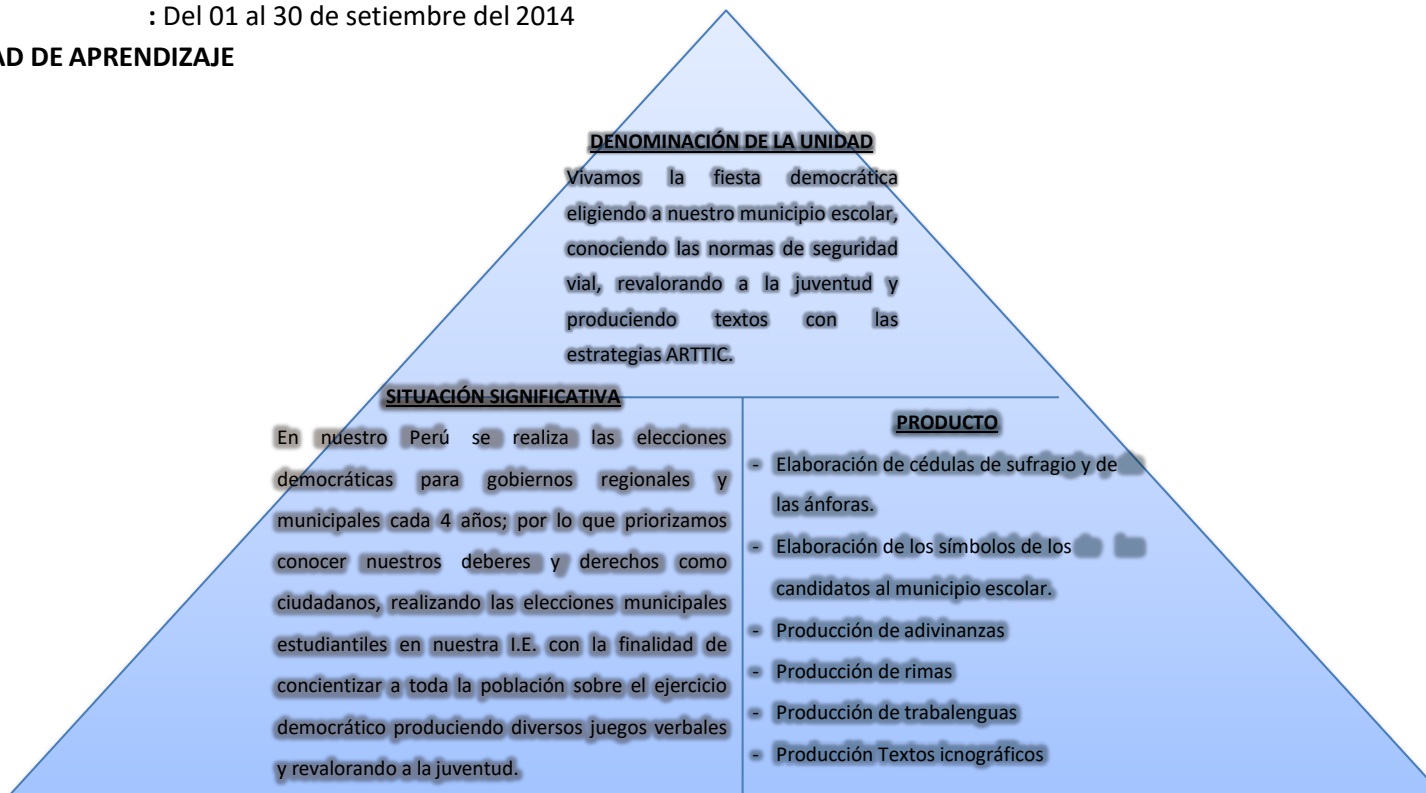 : Del 01 al 30 de setiembre del 2014
AD DE APRENDIZAJE
DENOMINACIÓN DE LA UNIDAD
Vivamos la fiesta democrática
eligiendo a nuestro municipio escolar,
conociendo las normas de seguridad
vial, revalorando a la juventud y
produciendo textos con las
estrategias ARTTIC.
SITUACIÓN SIGNIFICATIVA
En nuestro Perú se realiza las elecciones
democráticas para gobiernos regionales y
municipales cada 4 años; por lo que priorizamos
conocer nuestros deberes y derechos como
ciudadanos, realizando las elecciones municipales
estudiantiles en nuestra I.E. con la finalidad de
concientizar a toda la población sobre el ejercicio
democrático produciendo diversos juegos verbales
y revalorando a la juventud.
PRODUCTO
- Elaboración de cédulas de sufragio y de
las ánforas.
- Elaboración de los símbolos de los
candidatos al municipio escolar.
- Producción de adivinanzas
- Producción de rimas
- Producción de trabalenguas
- Producción Textos icnográficos